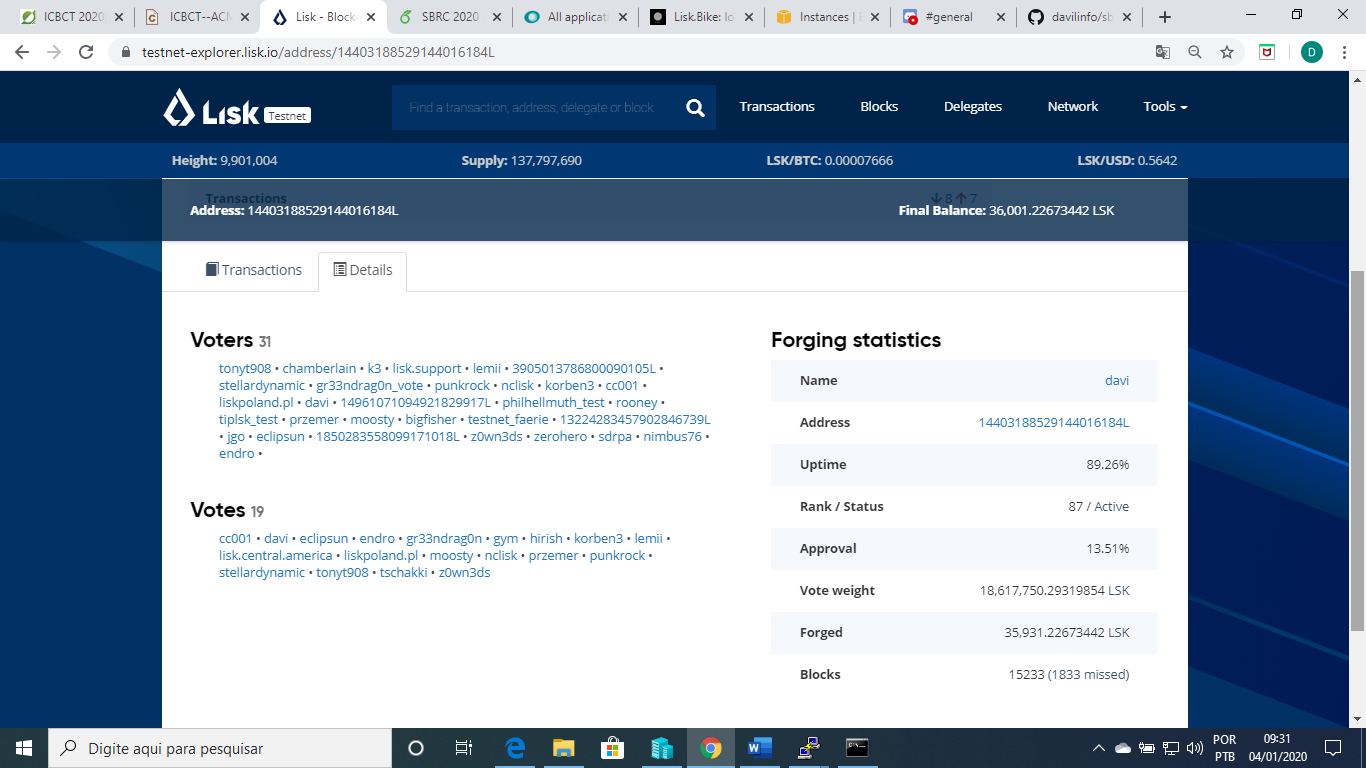 ICBCT 2020
ICBCT--ACM
Lisk - Block
SBRC 2020
All applicati
Lisk.Bike: Io
Instances | E
#general
davilinfo/sb
testnet-explorer.lisk.io/address/14403188529144016184L
D
Lisk Testnet
Find a transaction, address, delegate or block
Transactions
Blocks
Delegates
Network
Tools
Height: 9,901,004
Supply: 137,797,690
LSK/BTC: 0.00007666
LSK/USD: 0.5642
Transactions
8 7
Address: 14403188529144016184L
Final Balance: 36,001.22673442 LSK
Transactions
Details
Voters 31
tonyt908 • chamberlain • k3 • lisk.support • lemii • 3905013786800090105L •
stellardynamic • gr33ndrag0n_vote • punkrock • nclisk • korben3 • cc001 •
liskpoland.pl • davi • 14961071094921829917L • philhellmuth_test • rooney •
tiplsk_test • przemer • moosty • bigfisher • testnet_faerie • 13224283457902846739L
• jgo • eclipsun • 1850283558099171018L • z0wn3ds • zerohero • sdrpa • nimbus76 •
endro •
Votes 19
cc001 • davi • eclipsun • endro • gr33ndrag0n • gym • hirish • korben3 • lemii •
lisk.central.america • liskpoland.pl • moosty • nclisk • przemer • punkrock •
stellardynamic • tonyt908 • tschakki • z0wn3ds
Forging statistics
Name davi
Address 14403188529144016184L
Uptime 89.26%
Rank / Status 87 / Active
Approval 13.51%
Vote weight 18,617,750.29319854 LSK
Forged 35,931.22673442 LSK
Blocks 15233 (1833 missed)
Digite aqui para pesquisar
POR
PTB
09:31
04/01/2020